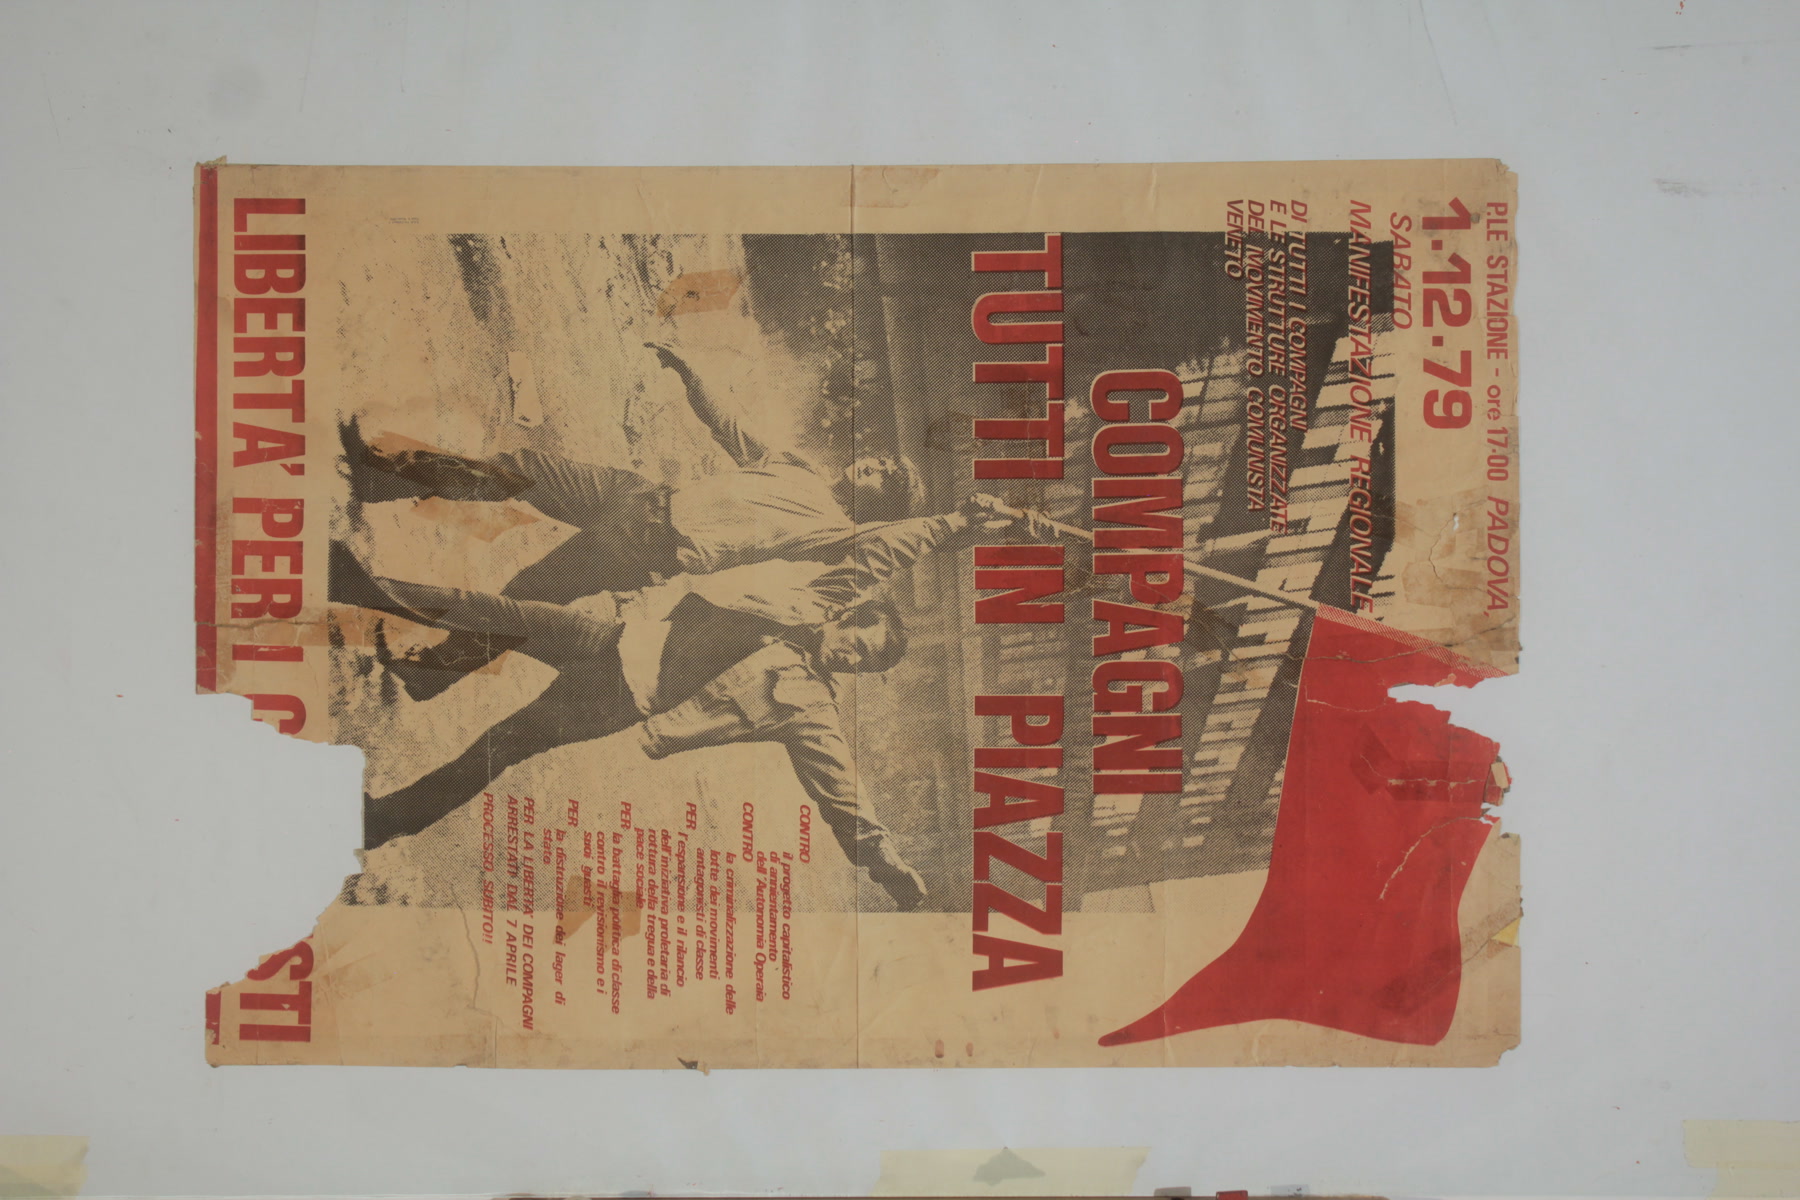 P.LE STAZIONE - ore 17.00 PADOVA,
1.12.79
SABATO
MANIFESTAZIONE REGIONALE
DI TUTTI I COMPAGNI
E LE STRUTTURE ORGANIZZATE
DEL MOVIMENTO COMUNISTA
VENETO
COMPAGNI
TUTTI IN PIAZZA
CONTRO
il progetto capitalistico
di annientamento
dell'Autonomia Operaia
CONTRO
la criminalizzazione delle
lotte dei movimenti
antagonisti di classe
PER
l'espansione e il rilancio
dell'iniziativa proletaria di
rottura della tregua e della
pace sociale
PER
la battaglia politica di classe
contro il revisionismo e i
suoi guasti
PER
la distruzione dei lager di
stato
PER LA LIBERTA' DEI COMPAGNI
ARRESTATI DAL 7 APRILE
PROCESSO SUBITO!!
LIBERTA' PER I C STI